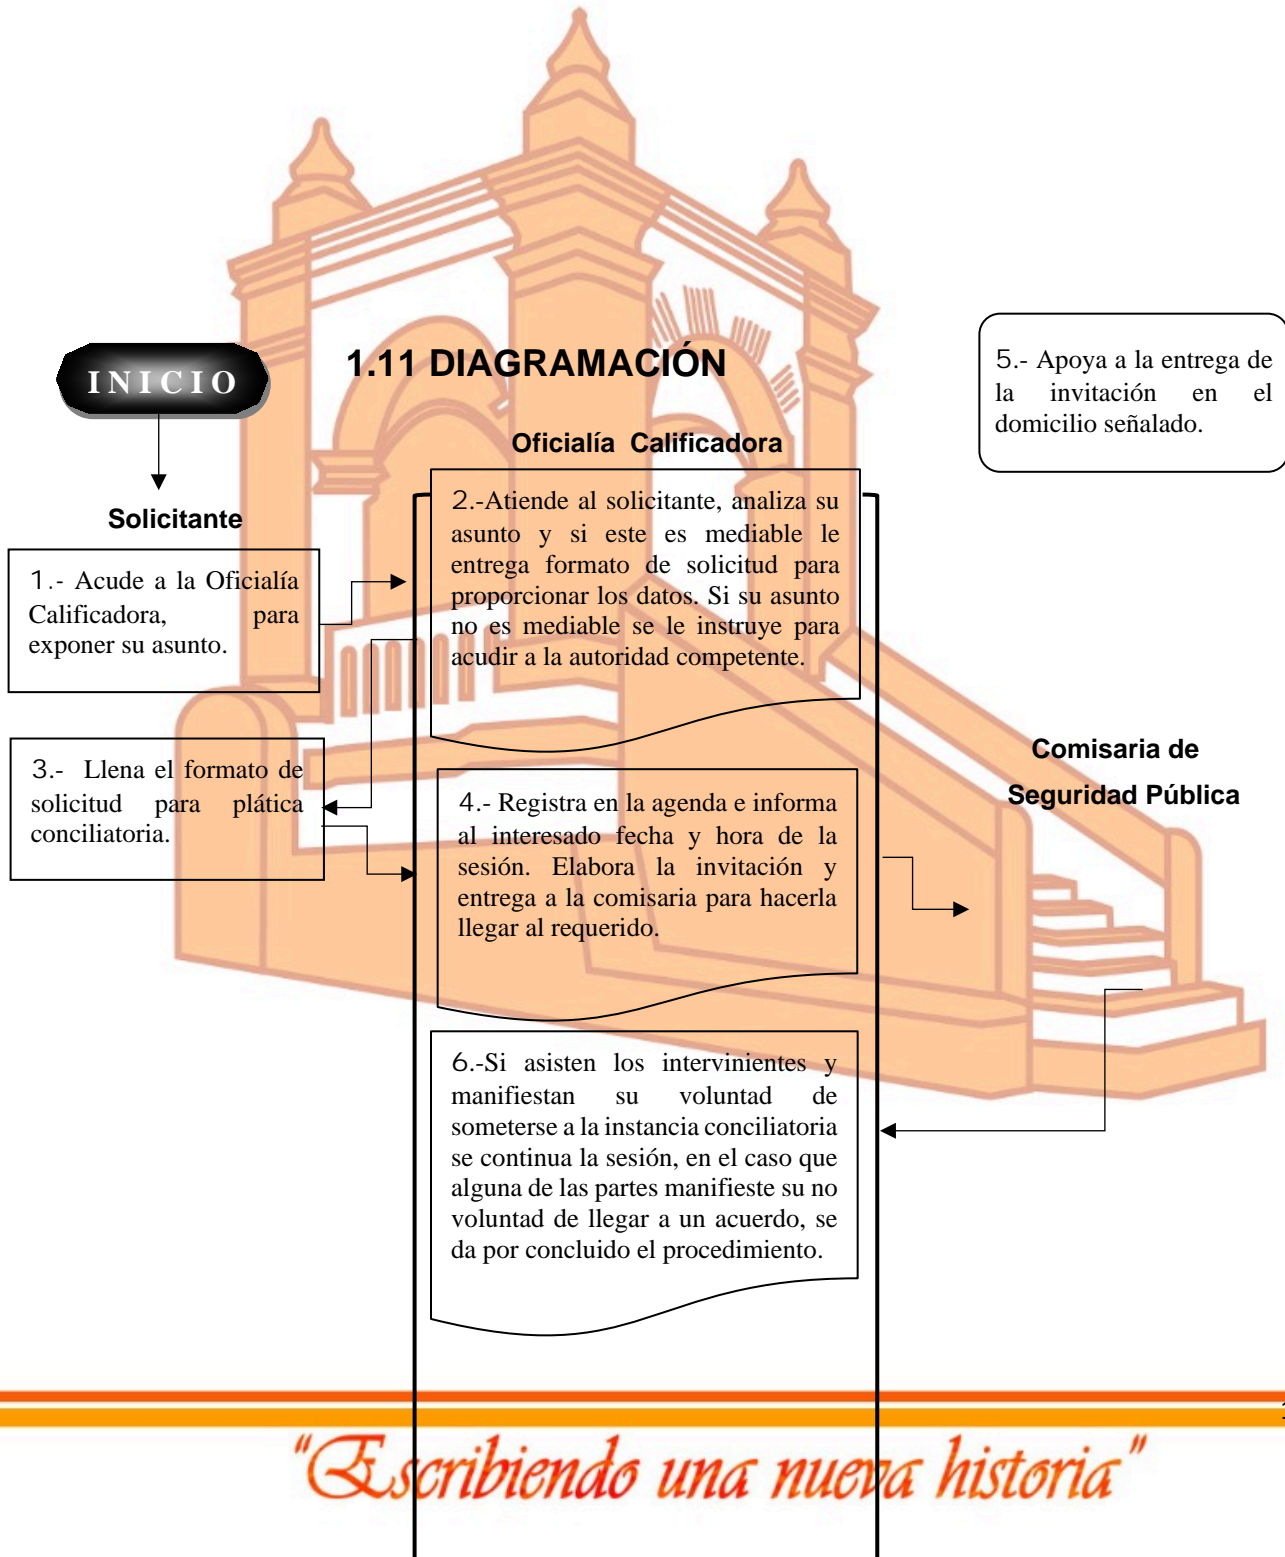 1.11 DIAGRAMACIÓN
INICIO
Solicitante
1.- Acude a la Oficialía
Calificadora, para
exponer su asunto.
Oficialía Calificadora
2.-Atiende al solicitante, analiza su
asunto y si este es mediable le
entrega formato de solicitud para
proporcionar los datos. Si su asunto
no es mediable se le instruye para
acudir a la autoridad competente.
3.- Llena el formato de
solicitud para plática
conciliatoria.
4.- Registra en la agenda e informa
al interesado fecha y hora de la
sesión. Elabora la invitación y
entrega a la comisaria para hacerla
llegar al requerido.
Comisaria de
Seguridad Pública
5.- Apoya a la entrega de
la invitación en el
domicilio señalado.
6.-Si asisten los intervinientes y
manifiestan su voluntad de
someterse a la instancia conciliatoria
se continua la sesión, en el caso que
alguna de las partes manifieste su no
voluntad de llegar a un acuerdo, se
da por concluido el procedimiento.
"Escribiendo una nueva historia"